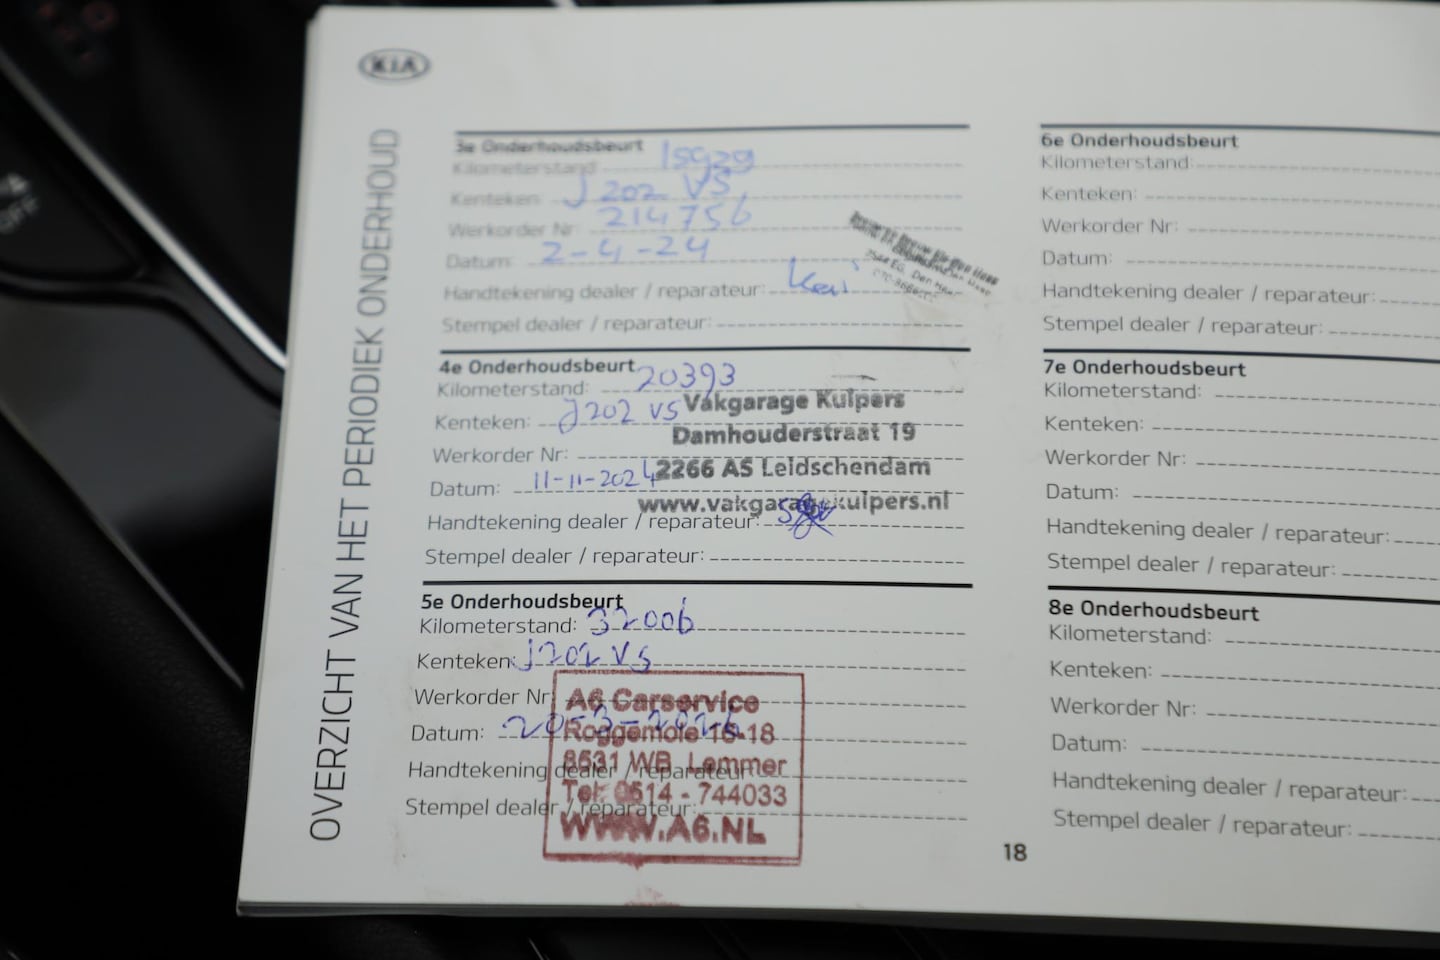 KIA
OVERZICHT VAN HET PERIODIEK ONDERHOUD
3e Onderhoudsbeurt
Kilometerstand: 15929
Kenteken: J 202 VS
Werkorder Nr: 214756
Datum: 2-4-24
Handtekening dealer / reparateur:
Stempel dealer / reparateur:
4e Onderhoudsbeurt
Kilometerstand: 20393
Kenteken: J202 VS
Werkorder Nr:
Datum: 11-11-2024
Handtekening dealer / reparateur:
Stempel dealer / reparateur:
Vakgarage Kuipers
Damhouderstraat 19
2266 AS Leidschendam
www.vakgaragekuipers.nl
5e Onderhoudsbeurt
Kilometerstand: 32006
Kenteken: J202 VS
Werkorder Nr:
Datum: 20-3-2026
Handtekening dealer / reparateur:
Stempel dealer / reparateur:
A6 Carservice
Roggemole 16-18
8531 WB Lemmer
Tel: 0514 - 744033
WWW.A6.NL
6e Onderhoudsbeurt
Kilometerstand:
Kenteken:
Werkorder Nr:
Datum:
Handtekening dealer / reparateur:
Stempel dealer / reparateur:
7e Onderhoudsbeurt
Kilometerstand:
Kenteken:
Werkorder Nr:
Datum:
Handtekening dealer / reparateur:
Stempel dealer / reparateur:
8e Onderhoudsbeurt
Kilometerstand:
Kenteken:
Werkorder Nr:
Datum:
Handtekening dealer / reparateur:
Stempel dealer / reparateur:
18
OFF